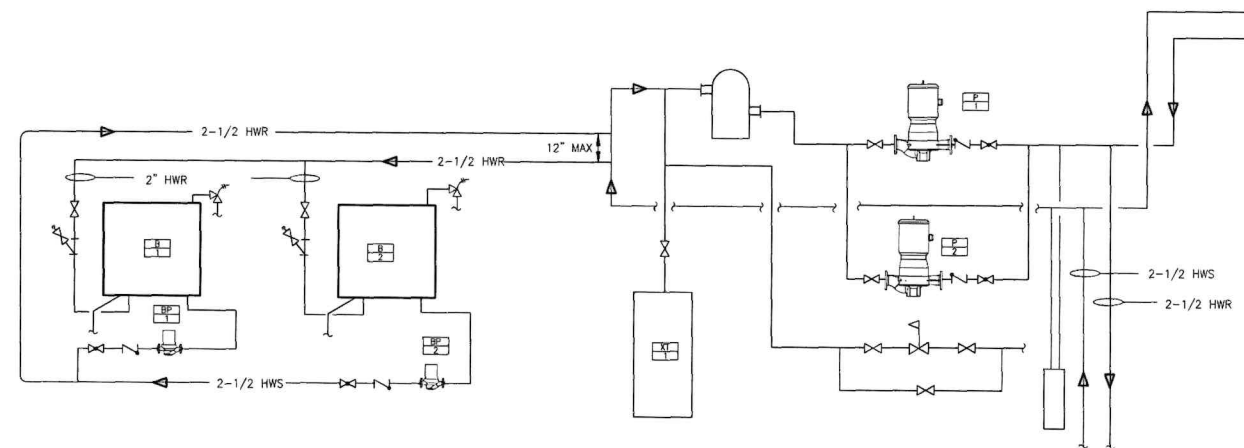 P
1
2-1/2 HWR
12" MAX
2-1/2 HWR
2" HWR
B
1
B
2
P
2
2-1/2 HWS
2-1/2 HWR
BP
1
BP
2
XT
1
2-1/2 HWS